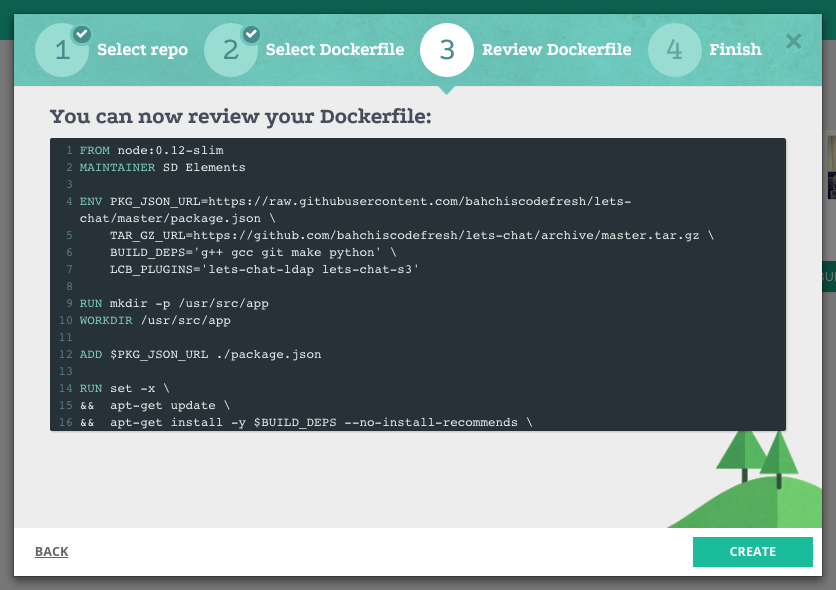 1 Select repo 2 Select Dockerfile 3 Review Dockerfile 4 Finish
You can now review your Dockerfile:
1 FROM node:0.12-slim
2 MAINTAINER SD Elements
3
4 ENV PKG_JSON_URL=https://raw.githubusercontent.com/bahchiscodefresh/lets-
chat/master/package.json \
5     TAR_GZ_URL=https://github.com/bahchiscodefresh/lets-chat/archive/master.tar.gz \
6     BUILD_DEPS='g++ gcc git make python' \
7     LCB_PLUGINS='lets-chat-ldap lets-chat-s3'
8
9 RUN mkdir -p /usr/src/app
10 WORKDIR /usr/src/app
11
12 ADD $PKG_JSON_URL ./package.json
13
14 RUN set -x \
15 &&  apt-get update \
16 &&  apt-get install -y $BUILD_DEPS --no-install-recommends \
BACK
CREATE